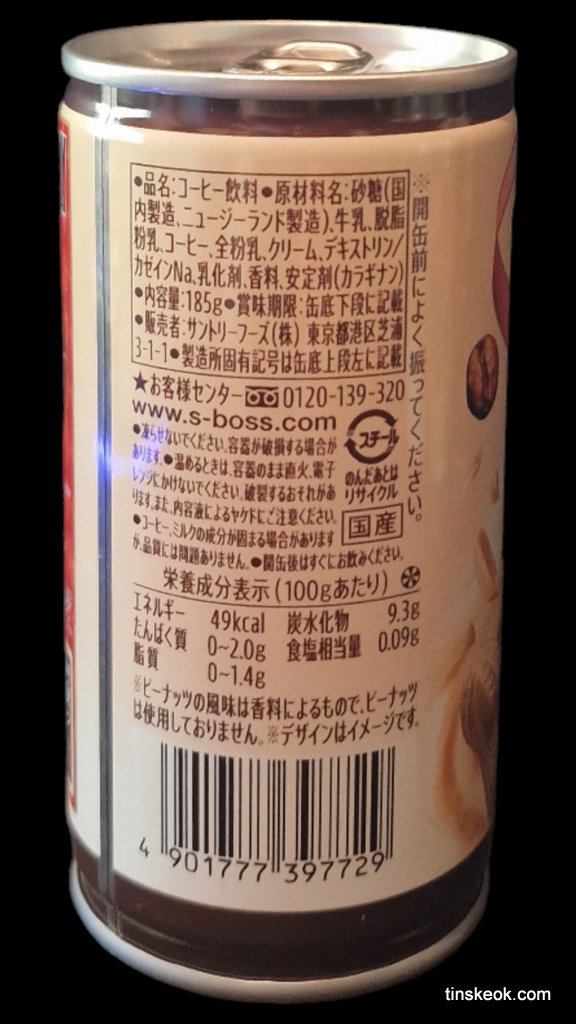 ●品名:コーヒー飲料●原材料名:砂糖(国
内製造、ニュージーランド製造)、牛乳、脱脂
粉乳、コーヒー、全粉乳、クリーム、デキストリン/
カゼインNa、乳化剤、香料、安定剤(カラギナン)
●内容量:185g●賞味期限:缶底下段に記載
●販売者:サントリーフーズ(株) 東京都港区芝浦
3-1-1●製造所固有記号は缶底上段左に記載
※開缶前によく振ってください。
★お客様センター 0120-139-320
www.s-boss.com
●凍らせないでください。容器が破損する場合が
あります。●温めるときは、容器のまま直火、電子
レンジにかけないでください。破裂するおそれがあ
ります。また、内容液によるヤケドにご注意ください。
●コーヒー、ミルクの成分が固まる場合があります
が、品質には問題ありません。●開缶後はすぐにお飲みください。
スチール
のんだあとは
リサイクル
国産
栄養成分表示(100gあたり)
エネルギー 49kcal 炭水化物 9.3g
たんぱく質 0~2.0g 食塩相当量 0.09g
脂質 0~1.4g
※ピーナッツの風味は香料によるもので、ピーナッツ
は使用しておりません。※デザインはイメージです。
4 901777 397729
tinskeok.com